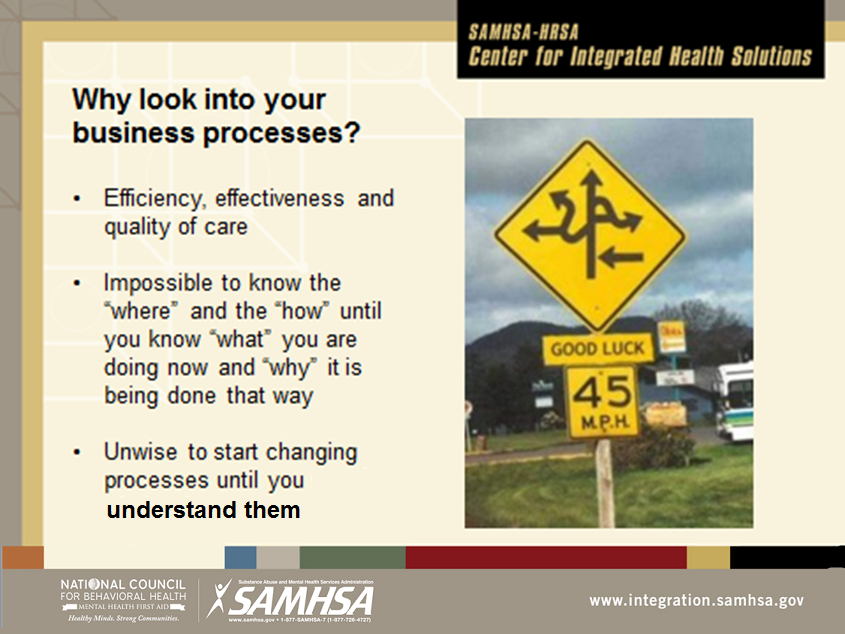 SAMHSA-HRSA
Center for Integrated Health Solutions
Why look into your
business processes?
• Efficiency, effectiveness and
quality of care
• Impossible to know the
“where” and the “how” until
you know “what” you are
doing now and “why” it is
being done that way
• Unwise to start changing
processes until you
understand them
GOOD LUCK
45
M.P.H.
NATIONAL COUNCIL
FOR BEHAVIORAL HEALTH
MENTAL HEALTH FIRST AID
Healthy Minds. Strong Communities.
Substance Abuse and Mental Health Services Administration
SAMHSA
www.samhsa.gov • 1-877-SAMHSA-7 (1-877-726-4727)
www.integration.samhsa.gov